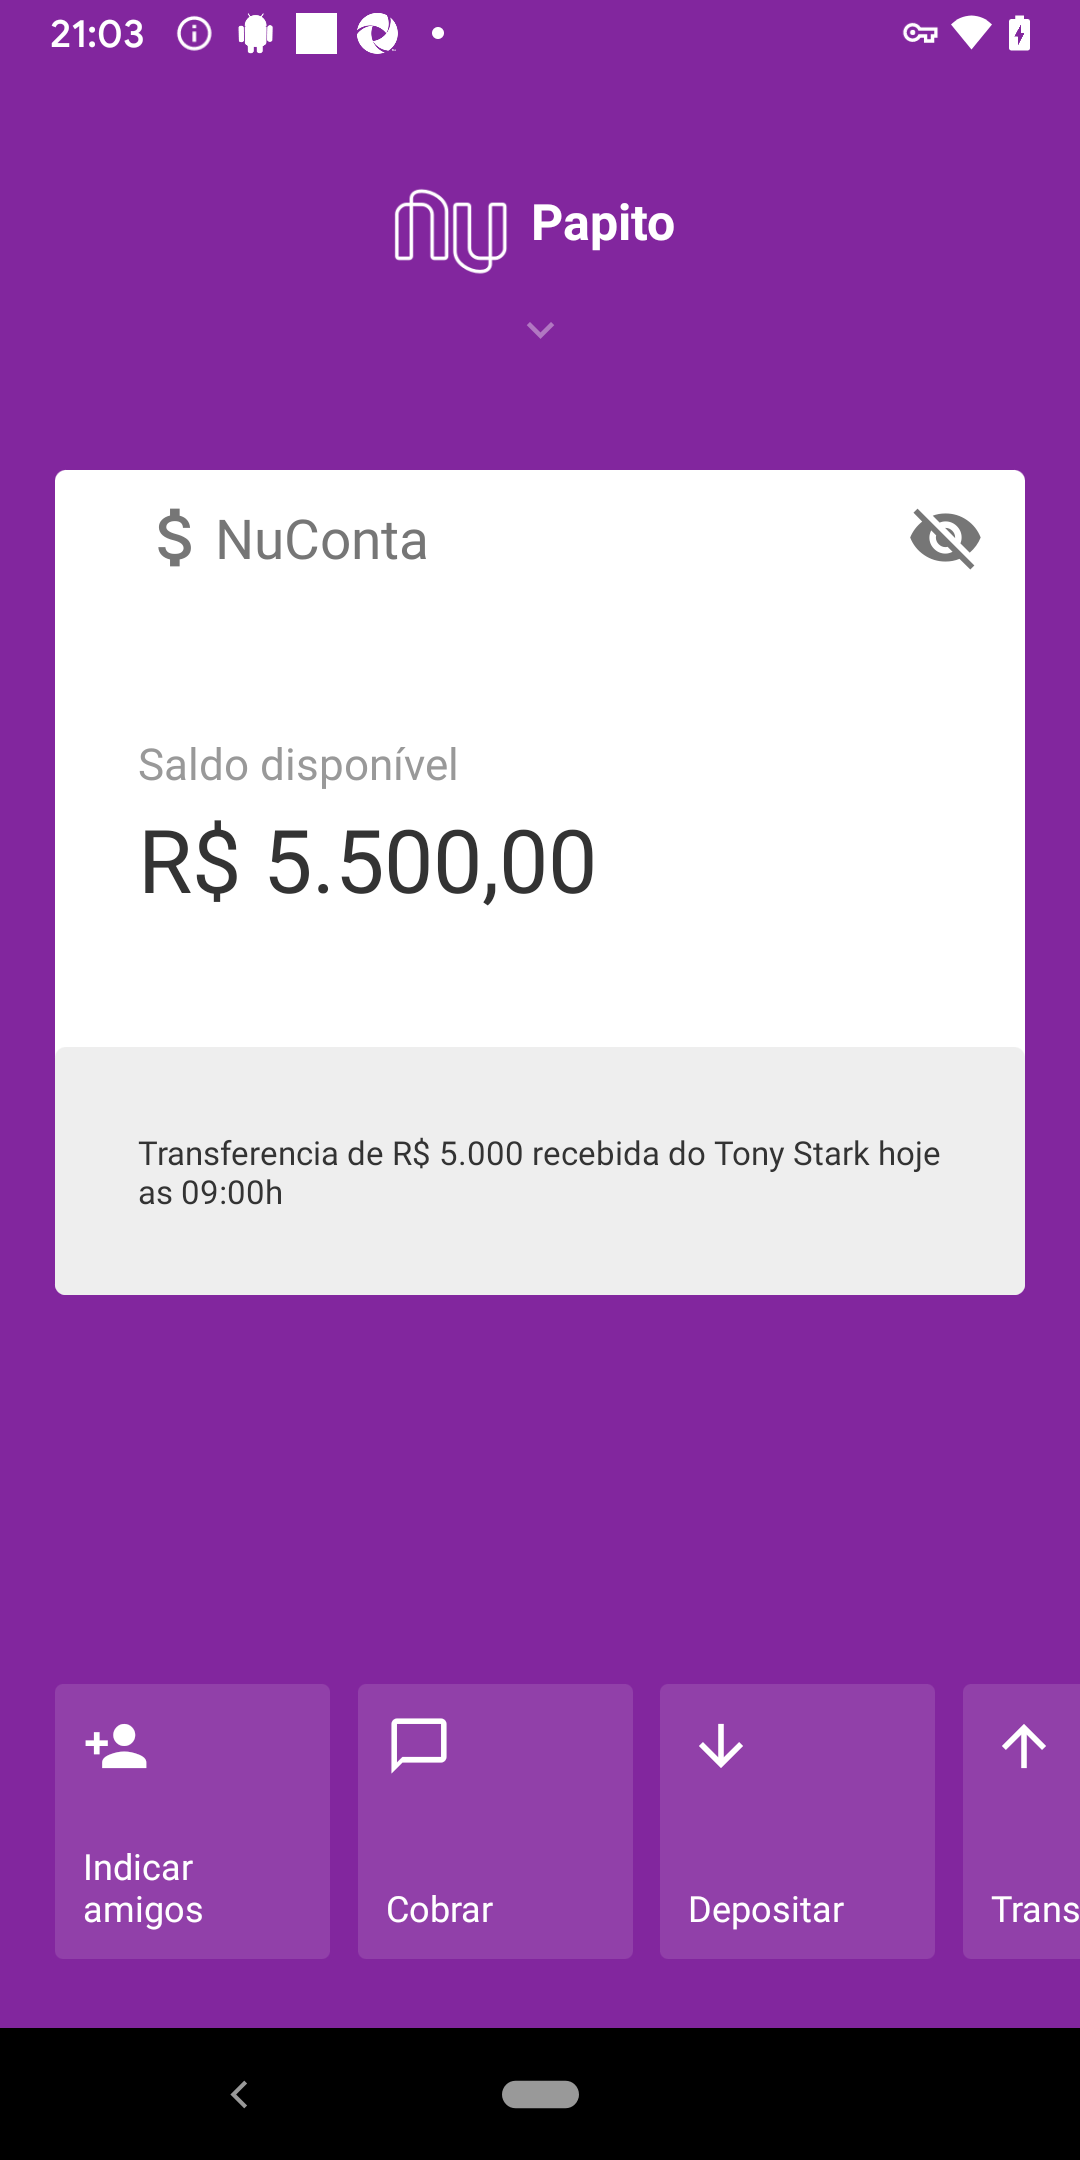 21:03
nu Papito
$ NuConta
Saldo disponível
R$ 5.500,00
Transferencia de R$ 5.000 recebida do Tony Stark hoje
as 09:00h
Indicar
amigos
Cobrar
Depositar
Trans